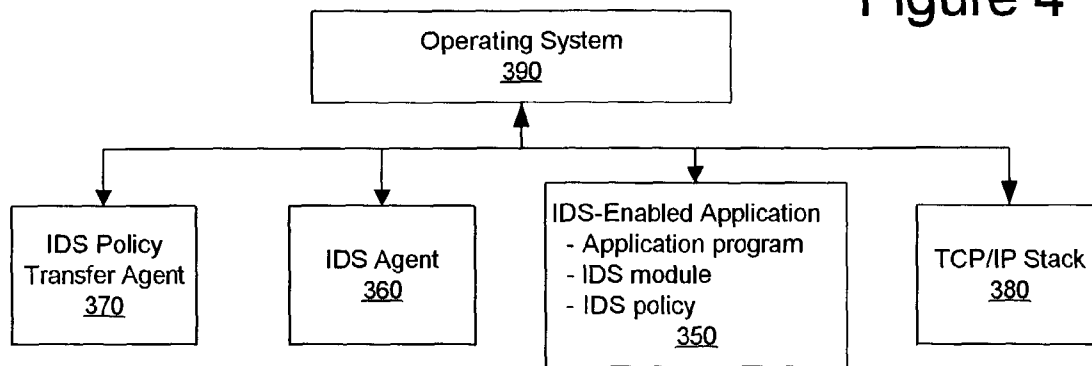 Figure 4
Operating System
390
IDS Policy
Transfer Agent
370
IDS Agent
360
IDS-Enabled Application
- Application program
- IDS module
- IDS policy
350
TCP/IP Stack
380